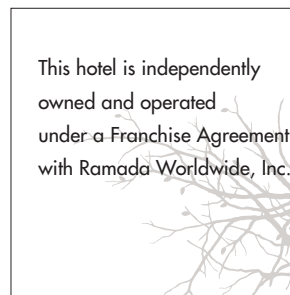 This hotel is independently
owned and operated
under a Franchise Agreement
with Ramada Worldwide, Inc.